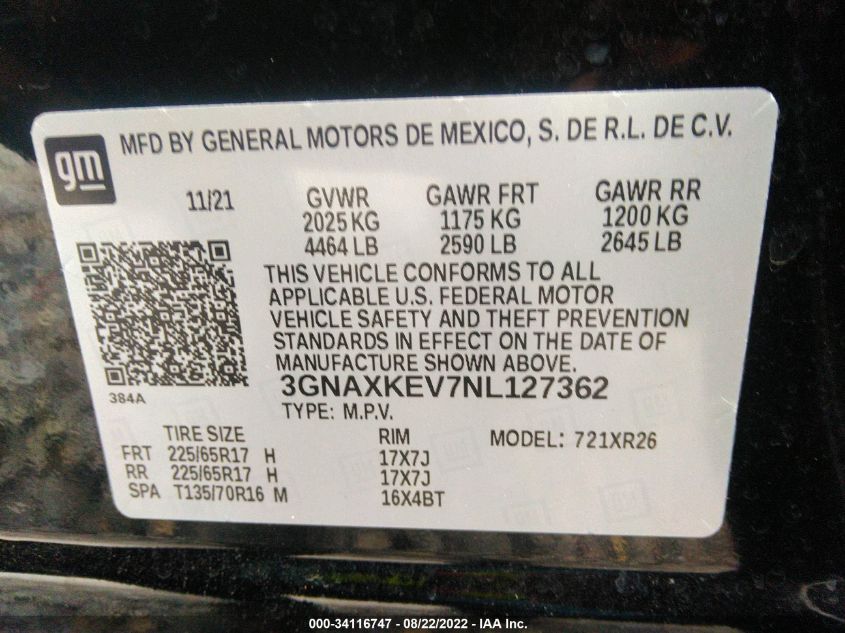 gm
MFD BY GENERAL MOTORS DE MEXICO, S. DE R.L. DE C.V.
11/21 GVWR GAWR FRT GAWR RR
2025 KG 1175 KG 1200 KG
4464 LB 2590 LB 2645 LB
THIS VEHICLE CONFORMS TO ALL
APPLICABLE U.S. FEDERAL MOTOR
VEHICLE SAFETY AND THEFT PREVENTION
STANDARDS IN EFFECT ON THE DATE OF
MANUFACTURE SHOWN ABOVE.
384A
3GNAXKEV7NL127362
TYPE: M.P.V.
TIRE SIZE RIM MODEL: 721XR26
FRT 225/65R17 H 17X7J
RR 225/65R17 H 17X7J
SPA T135/70R16 M 16X4BT
000-34116747 - 08/22/2022 - IAA, Inc.